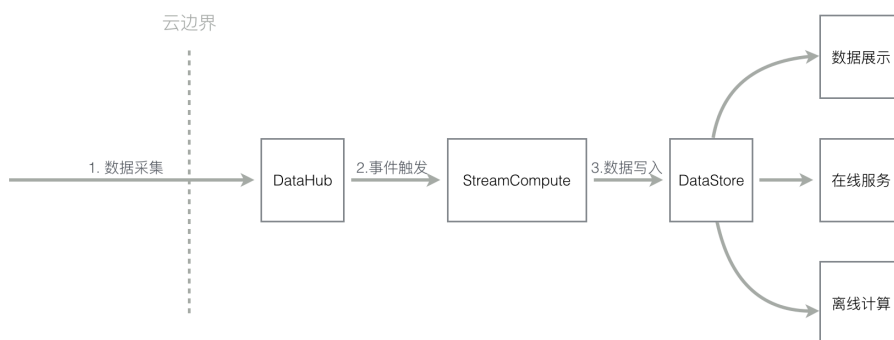 云边界
数据展示
1. 数据采集
2.事件触发
3.数据写入
DataHub
StreamCompute
DataStore
在线服务
离线计算